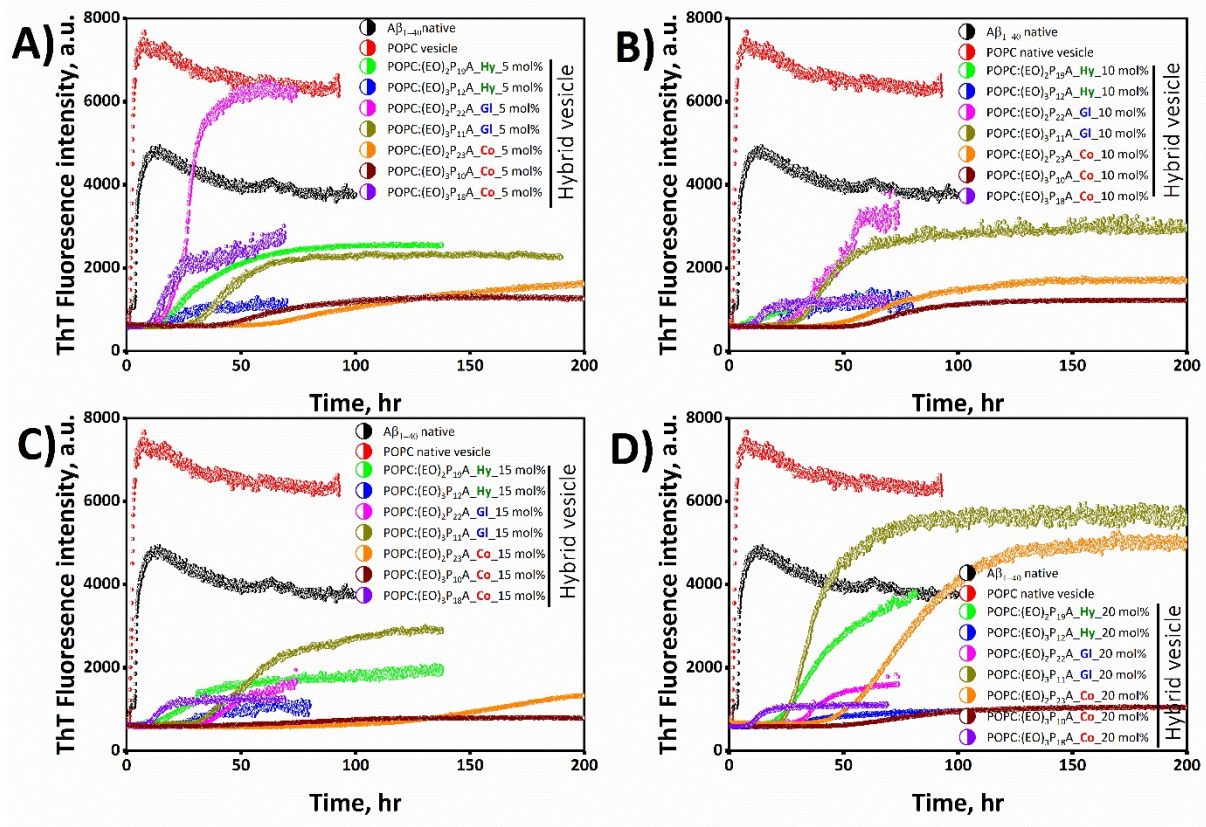 A)
ThT Fluoresence intensity, a.u.
8000
6000
4000
2000
0
0 50 100 150 200
Time, hr
Aβ₁₋₄₀ native
POPC vesicle
POPC:(EO)₂P₁₉A_Hy_5 mol%
POPC:(EO)₃P₁₂A_Hy_5 mol%
POPC:(EO)₂P₂₂A_Gl_5 mol%
POPC:(EO)₃P₁₁A_Gl_5 mol%
POPC:(EO)₂P₂₃A_Co_5 mol%
POPC:(EO)₃P₁₀A_Co_5 mol%
POPC:(EO)₃P₁₈A_Co_5 mol%
Hybrid vesicle
B)
ThT Fluoresence intensity, a.u.
8000
6000
4000
2000
0
0 50 100 150 200
Time, hr
Aβ₁₋₄₀ native
POPC native vesicle
POPC:(EO)₂P₁₉A_Hy_10 mol%
POPC:(EO)₃P₁₂A_Hy_10 mol%
POPC:(EO)₂P₂₂A_Gl_10 mol%
POPC:(EO)₃P₁₁A_Gl_10 mol%
POPC:(EO)₂P₂₃A_Co_10 mol%
POPC:(EO)₃P₁₀A_Co_10 mol%
POPC:(EO)₃P₁₈A_Co_10 mol%
Hybrid vesicle
C)
ThT Fluoresence intensity, a.u.
8000
6000
4000
2000
0
0 50 100 150 200
Time, hr
Aβ₁₋₄₀ native
POPC native vesicle
POPC:(EO)₂P₁₉A_Hy_15 mol%
POPC:(EO)₃P₁₂A_Hy_15 mol%
POPC:(EO)₂P₂₂A_Gl_15 mol%
POPC:(EO)₃P₁₁A_Gl_15 mol%
POPC:(EO)₂P₂₃A_Co_15 mol%
POPC:(EO)₃P₁₀A_Co_15 mol%
POPC:(EO)₃P₁₈A_Co_15 mol%
Hybrid vesicle
D)
ThT Fluoresence intensity, a.u.
8000
6000
4000
2000
0
0 50 100 150 200
Time, hr
Aβ₁₋₄₀ native
POPC native vesicle
POPC:(EO)₂P₁₉A_Hy_20 mol%
POPC:(EO)₃P₁₂A_Hy_20 mol%
POPC:(EO)₂P₂₂A_Gl_20 mol%
POPC:(EO)₃P₁₁A_Gl_20 mol%
POPC:(EO)₂P₂₃A_Co_20 mol%
POPC:(EO)₃P₁₀A_Co_20 mol%
POPC:(EO)₃P₁₈A_Co_20 mol%
Hybrid vesicle